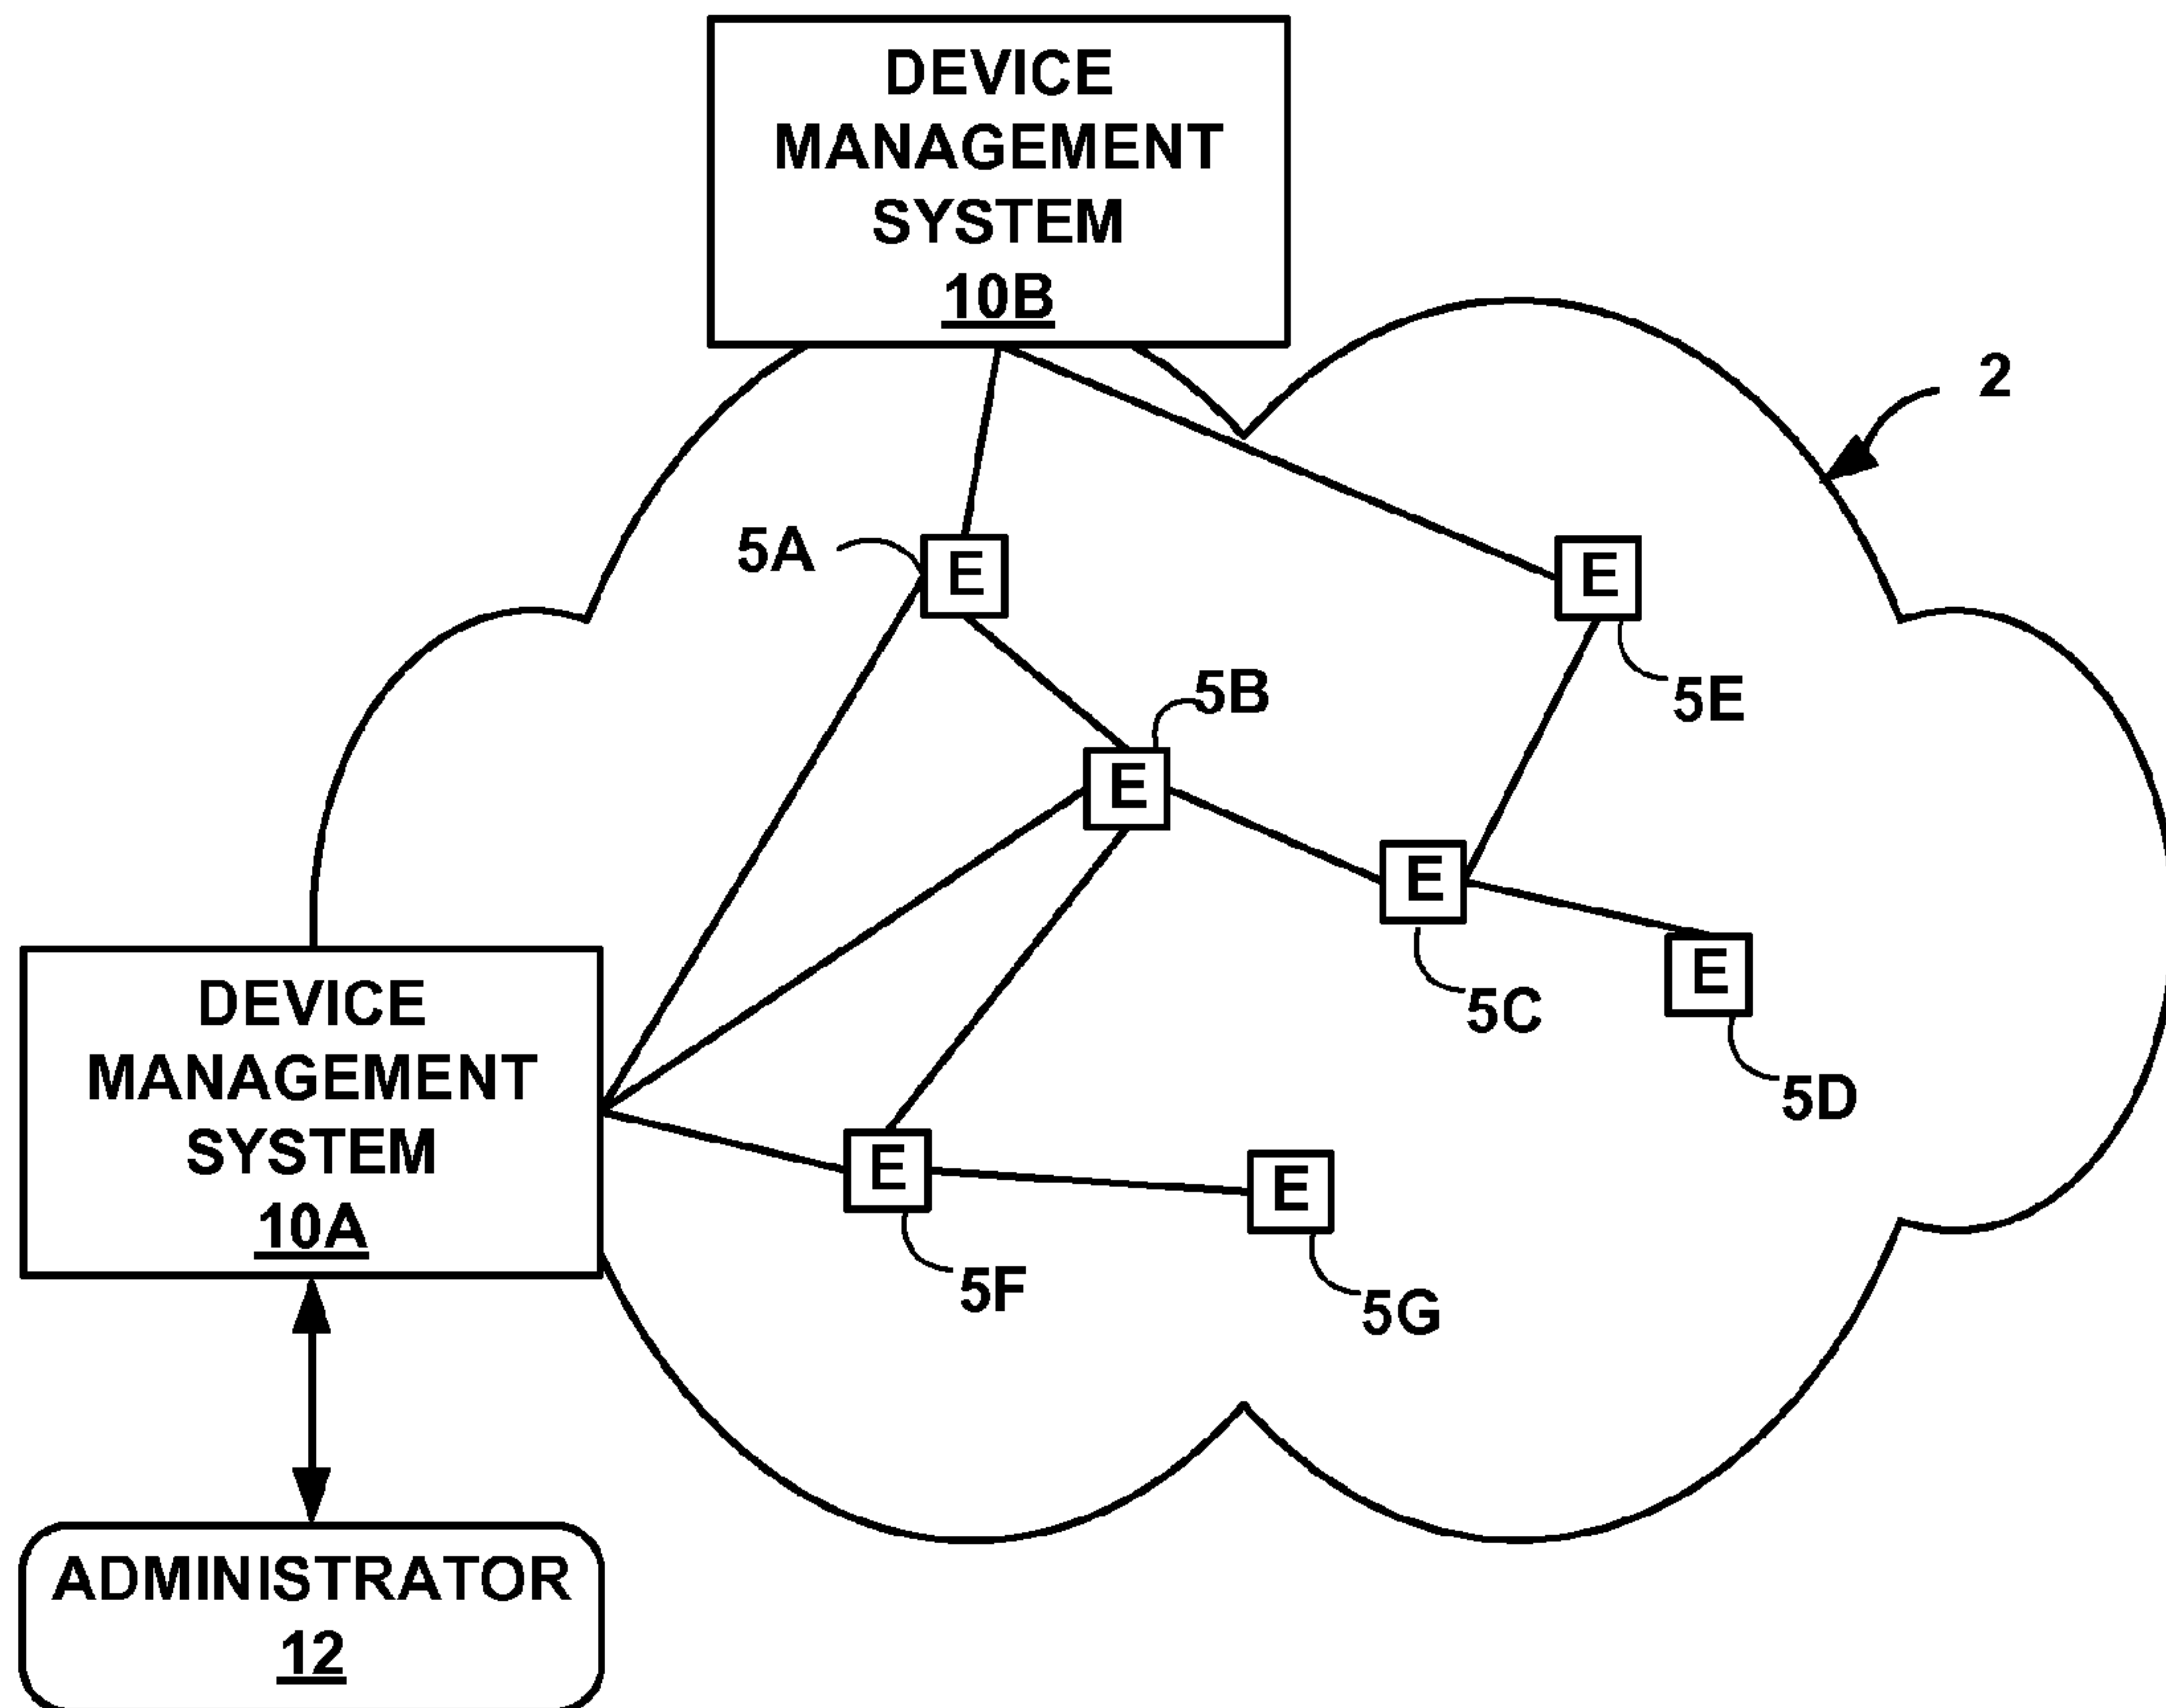 DEVICE
MANAGEMENT
SYSTEM
10B
2
5A
E
E
5B
5E
E
E
5C
E
5D
DEVICE
MANAGEMENT
SYSTEM
10A
E
5F
E
5G
ADMINISTRATOR
12